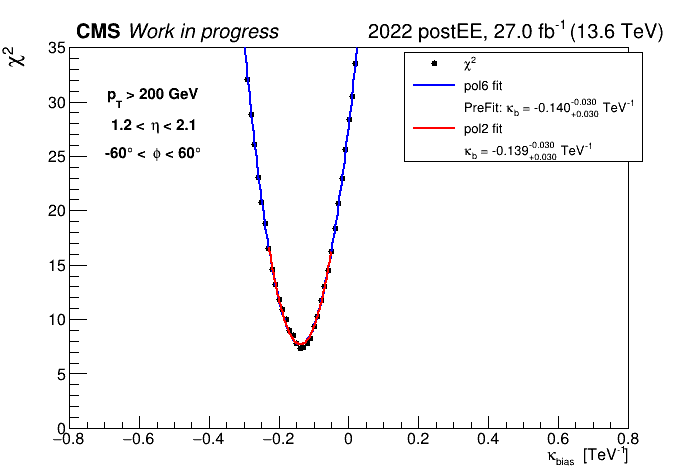 CMS Work in progress
2022 postEE, 27.0 fb⁻¹ (13.6 TeV)
χ²
35
30
25
20
15
10
5
0
p_T > 200 GeV
1.2 < η < 2.1
-60° < ϕ < 60°
χ²
pol6 fit
PreFit: κ_b = -0.140 -0.030 +0.030 TeV⁻¹
pol2 fit
κ_b = -0.139 -0.030 +0.030 TeV⁻¹
−0.8 −0.6 −0.4 −0.2 0 0.2 0.4 0.6 0.8
κ_bias [TeV⁻¹]